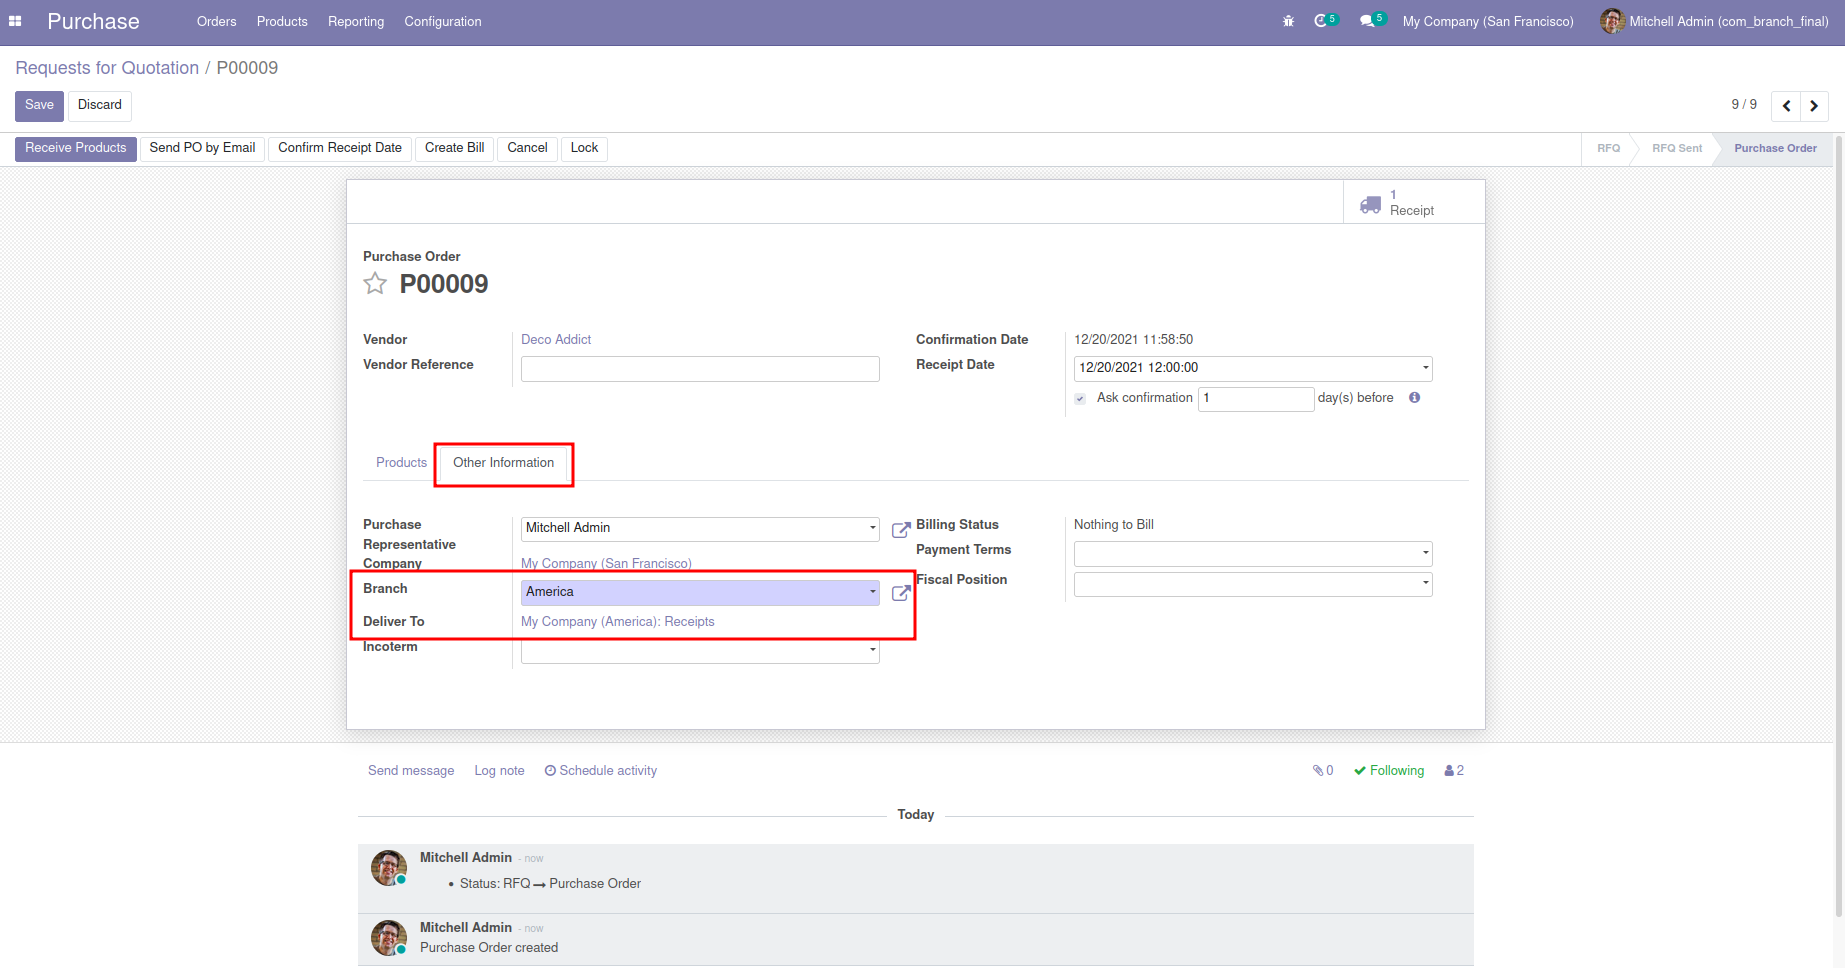 Purchase Orders Products Reporting Configuration 5 5 My Company (San Francisco) Mitchell Admin (com_branch_final)
Requests for Quotation / P00009
Save Discard 9 / 9
Receive Products Send PO by Email Confirm Receipt Date Create Bill Cancel Lock RFQ RFQ Sent Purchase Order
1
Receipt
Purchase Order
P00009
Vendor Deco Addict Confirmation Date 12/20/2021 11:58:50
Vendor Reference Receipt Date 12/20/2021 12:00:00
Ask confirmation 1 day(s) before
Products Other Information
Purchase Mitchell Admin Billing Status Nothing to Bill
Representative Payment Terms
Company My Company (San Francisco)
Branch America Fiscal Position
Deliver To My Company (America): Receipts
Incoterm
Send message Log note Schedule activity 0 Following 2
Today
Mitchell Admin - now
• Status: RFQ → Purchase Order
Mitchell Admin - now
Purchase Order created